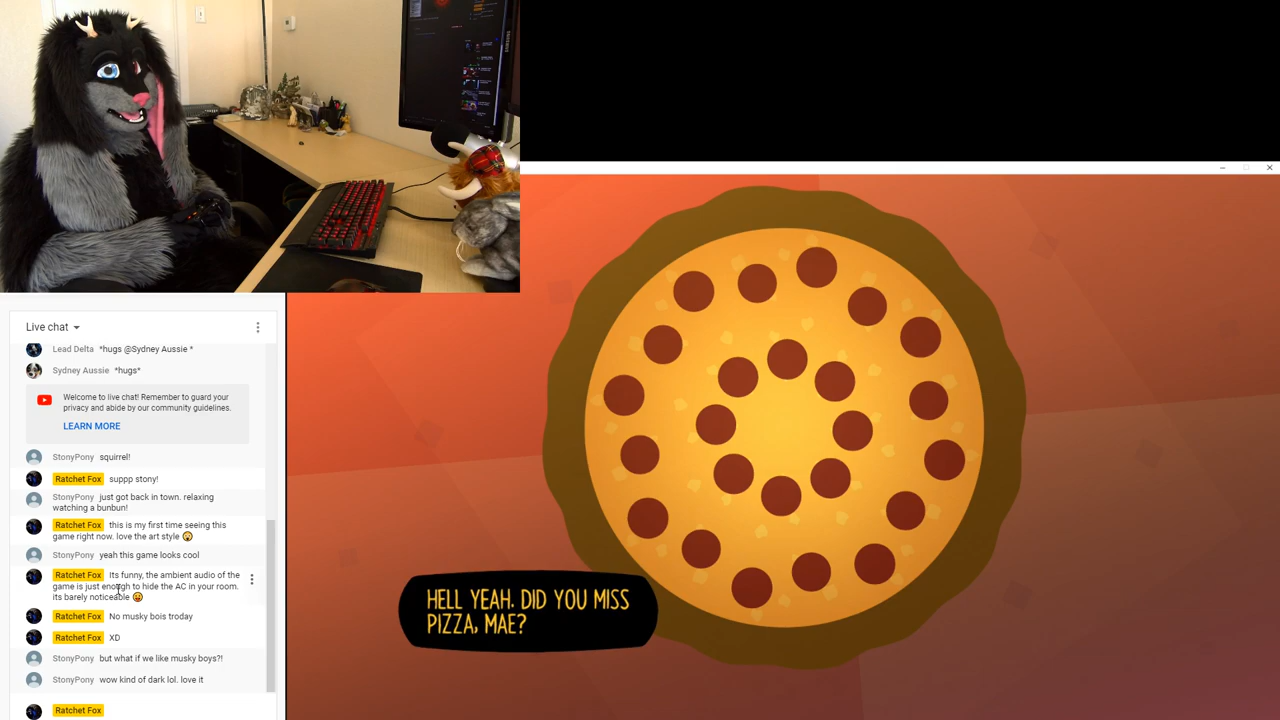 SAMSUNG
Live chat
Lead Delta *hugs @Sydney Aussie *
Sydney Aussie *hugs*
Welcome to live chat! Remember to guard your
privacy and abide by our community guidelines.
LEARN MORE
StonyPony squirrel!
Ratchet Fox suppp stony!
StonyPony just got back in town. relaxing
watching a bunbun!
Ratchet Fox this is my first time seeing this
game right now. love the art style
StonyPony yeah this game looks cool
Ratchet Fox Its funny, the ambient audio of the
game is just enough to hide the AC in your room.
Its barely noticeable
Ratchet Fox No musky bois troday
Ratchet Fox XD
StonyPony but what if we like musky boys?!
StonyPony wow kind of dark lol. love it
Ratchet Fox
HELL YEAH. DID YOU MISS
PIZZA, MAE?